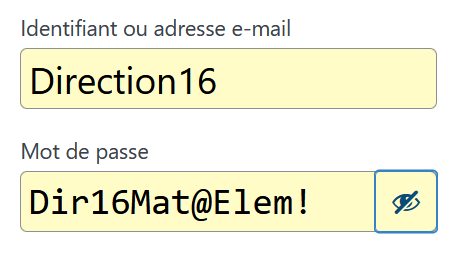 Identifiant ou adresse e-mail
Direction16
Mot de passe
Dir16Mat@Elem!